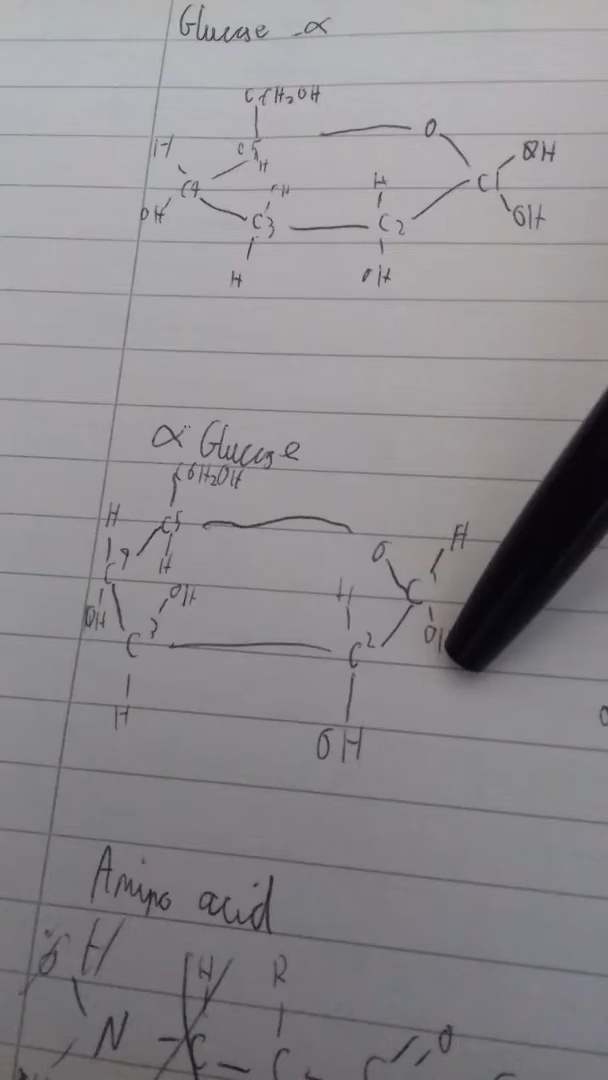 Glucose - α
CH2OH
C5 O
H H OH
C4 OH H C1
OH C3 C2 OH
H OH
α Glucose
CH2OH
H C5 O H
C4 H OH H C
OH C3 C2 OH
H OH
Amino acid
H H R
N - C - C C O